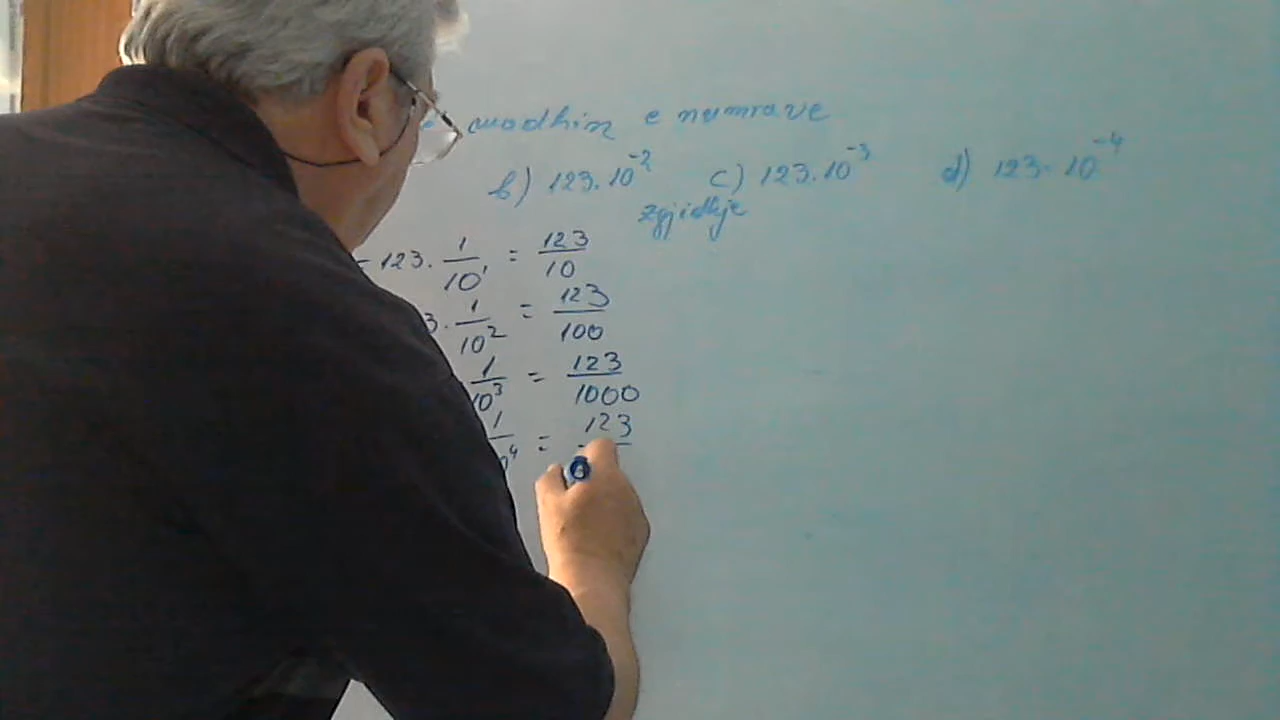 madhin e numrave
b) 123.10⁻² c) 123.10⁻³ d) 123.10⁻⁴
zgjidhje
123. 1/10¹ = 123/10
3. 1/10² = 123/100
1/10³ = 123/1000
1/10⁴ = 123